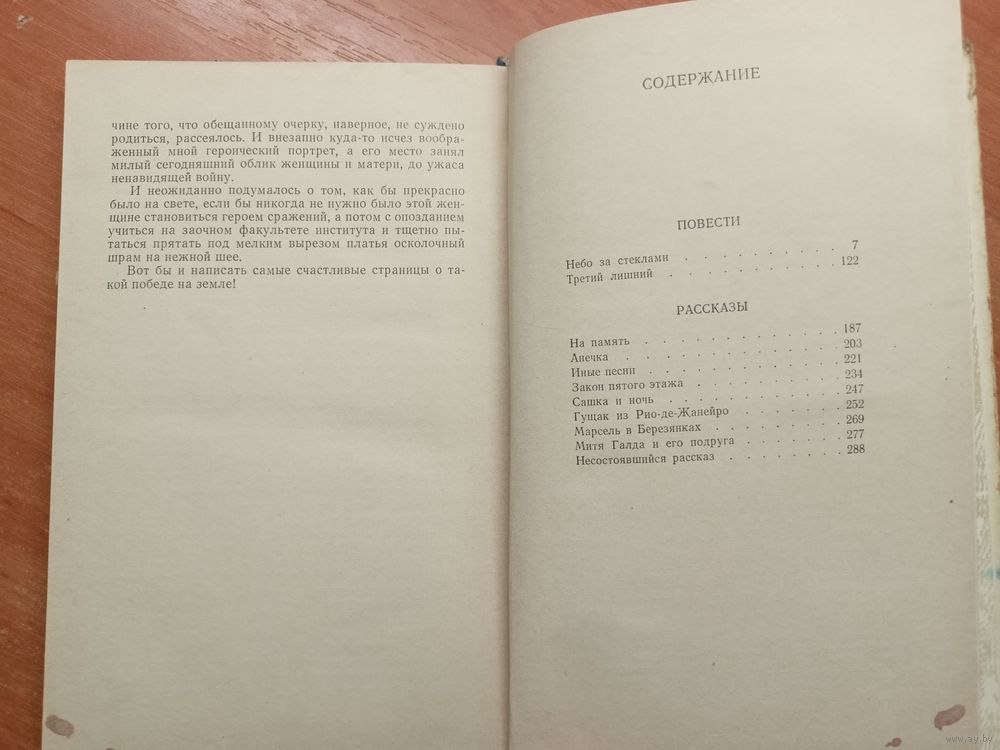 чине того, что обещанному очерку, наверное, не суждено
родиться, рассеялось. И внезапно куда-то исчез вообра-
женный мной героический портрет, а его место занял
милый сегодняшний облик женщины и матери, до ужаса
ненавидящей войну.
И неожиданно подумалось о том, как бы прекрасно
было на свете, если бы никогда не нужно было этой жен-
щине становиться героем сражений, а потом с опозданием
учиться на заочном факультете института и тщетно пы-
таться прятать под мелким вырезом платья осколочный
шрам на нежной шее.
Вот бы и написать самые счастливые страницы о та-
кой победе на земле!
СОДЕРЖАНИЕ
ПОВЕСТИ
Небо за стеклами . . . . . . . . . 7
Третий лишний . . . . . . . . . 122
РАССКАЗЫ
На память . . . . . . . . . . 187
Анечка . . . . . . . . . . . 203
Иные песни . . . . . . . . . . 221
Закон пятого этажа . . . . . . . . 234
Сашка и ночь . . . . . . . . . 247
Гущак из Рио-де-Жанейро . . . . . . 252
Марсель в Березянках . . . . . . . 269
Митя Галда и его подруга . . . . . . 277
Несостоявшийся рассказ . . . . . . 288
www.ay.by